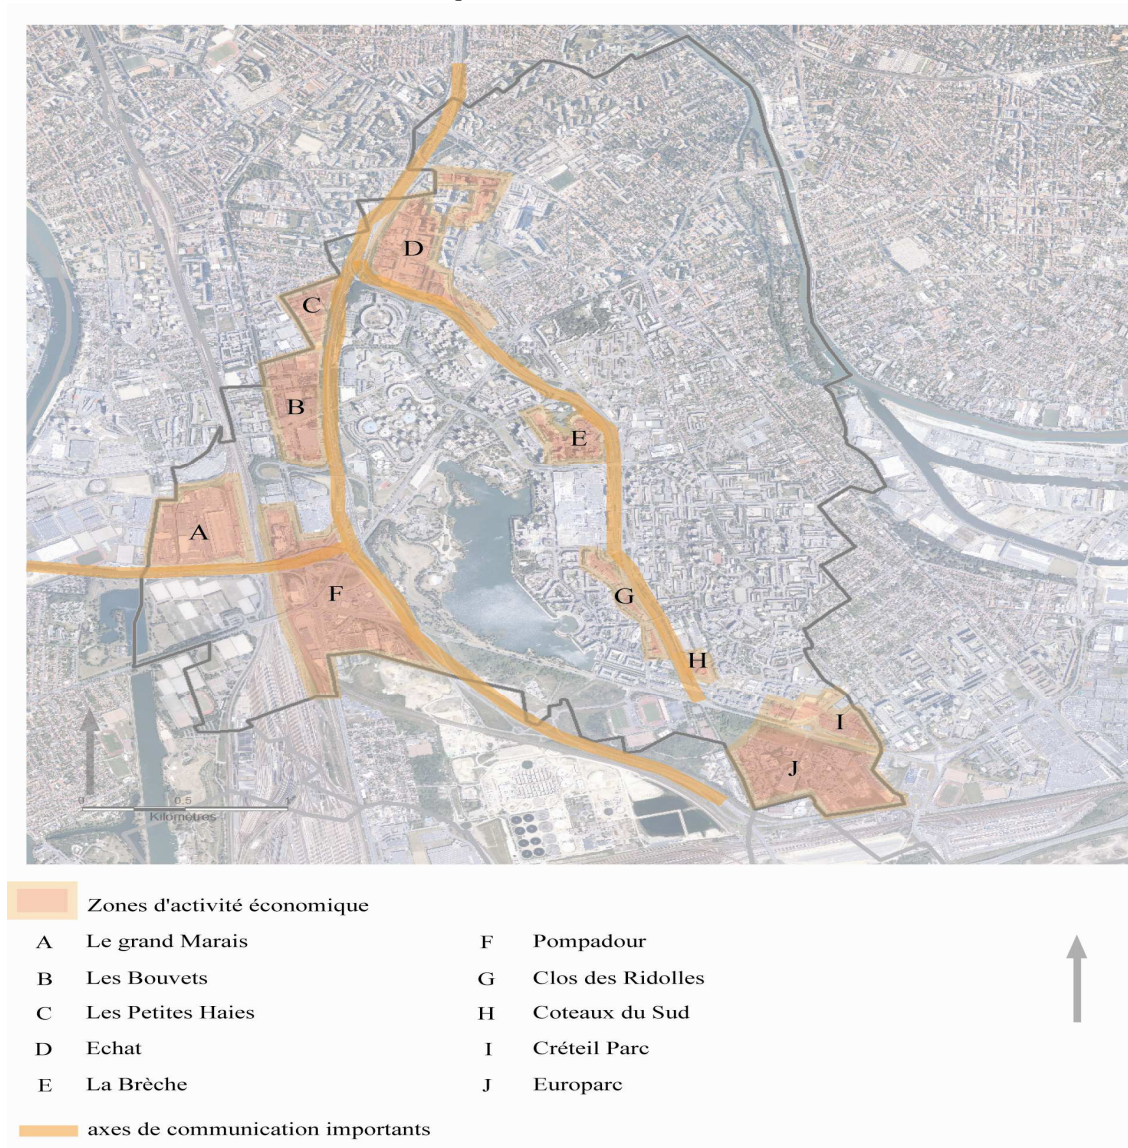 D
C
B
E
A
F
G
H
I
J
0 0.5
Kilomètres
Zones d'activité économique
A Le grand Marais F Pompadour
B Les Bouvets G Clos des Ridolles
C Les Petites Haies H Coteaux du Sud
D Echat I Créteil Parc
E La Brèche J Europarc
axes de communication importants